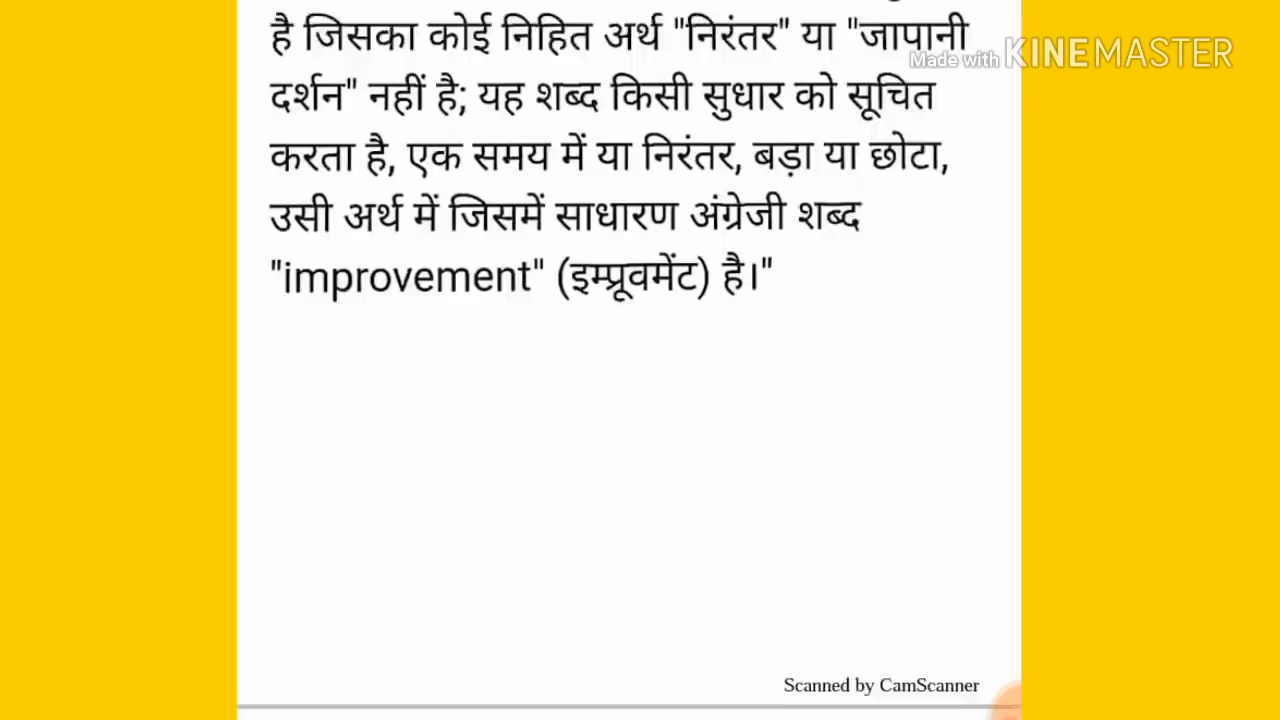 है जिसका कोई निहित अर्थ "निरंतर" या "जापानी
Made with KINEMASTER
दर्शन" नहीं है; यह शब्द किसी सुधार को सूचित
करता है, एक समय में या निरंतर, बड़ा या छोटा,
उसी अर्थ में जिसमें साधारण अंग्रेजी शब्द
"improvement" (इम्प्रूवमेंट) है।"
Scanned by CamScanner